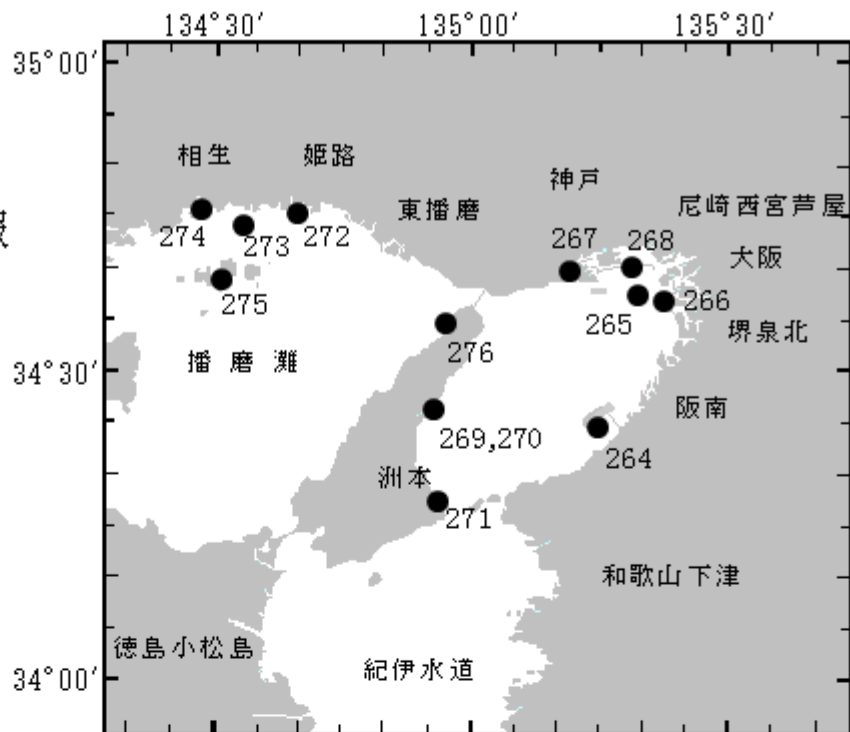 134°30′ 135°00′ 135°30′
35°00′
相生 姫路
神戸
東播磨
尼崎西宮芦屋
274 273 272
267 268
大阪
275
265 266
堺泉北
276
播磨灘
34°30′
阪南
269,270
264
洲本
271
和歌山下津
徳島小松島
紀伊水道
34°00′